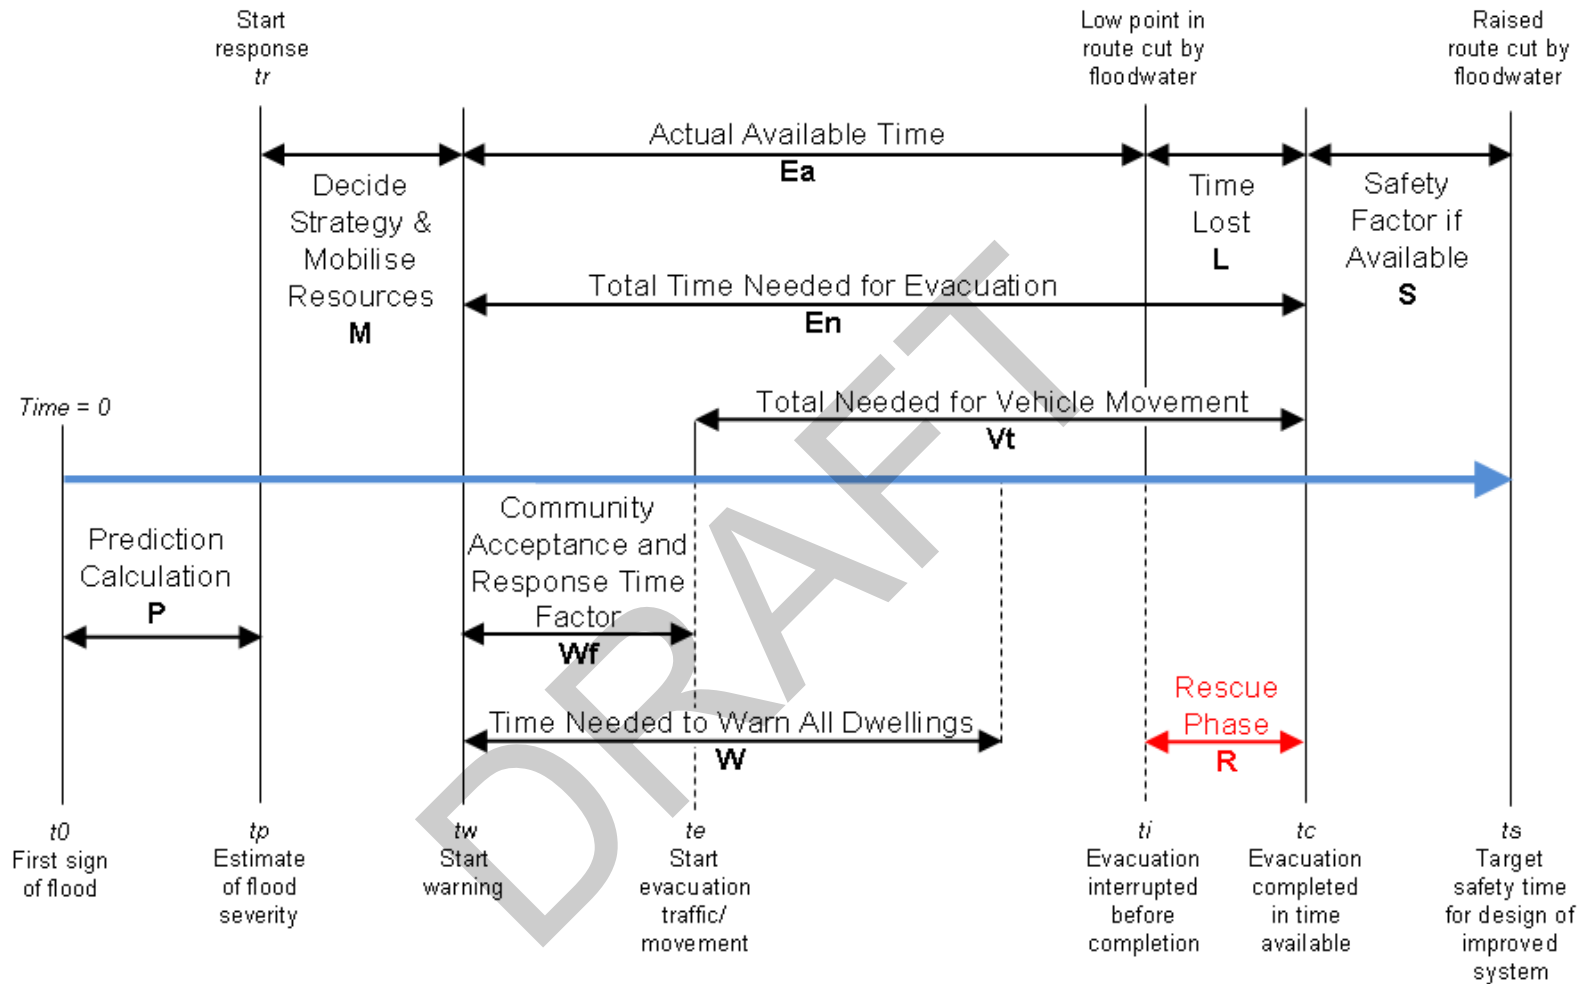 Start
response
tr
Low point in
route cut by
floodwater
Raised
route cut by
floodwater
Actual Available Time
Ea
Decide
Strategy &
Mobilise
Resources
M
Time
Lost
L
Safety
Factor if
Available
S
Total Time Needed for Evacuation
En
Time = 0
Total Needed for Vehicle Movement
Vt
Prediction
Calculation
P
Community
Acceptance and
Response Time
Factor
Wf
Time Needed to Warn All Dwellings
W
Rescue
Phase
R
t0
First sign
of flood
tp
Estimate
of flood
severity
tw
Start
warning
te
Start
evacuation
traffic/
movement
ti
Evacuation
interrupted
before
completion
tc
Evacuation
completed
in time
available
ts
Target
safety time
for design of
improved
system
DRAFT